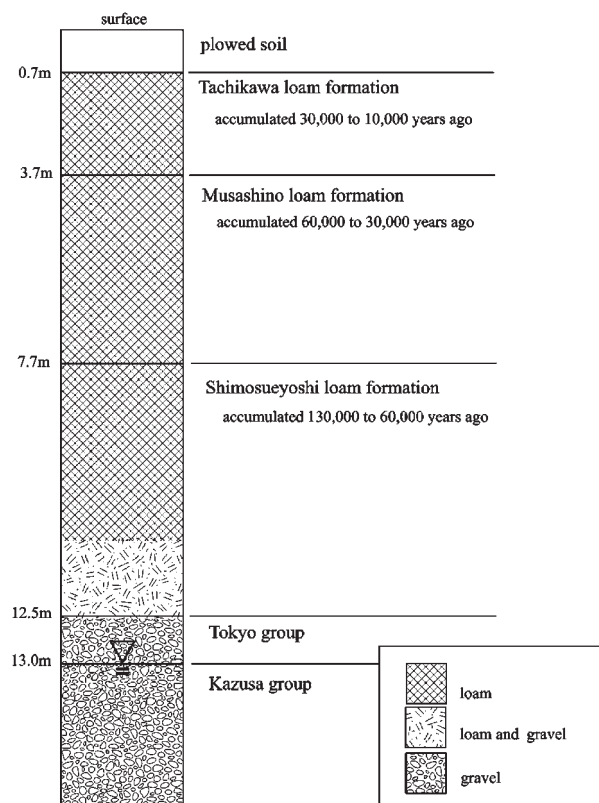 surface
plowed soil
0.7m
Tachikawa loam formation
accumulated 30,000 to 10,000 years ago
3.7m
Musashino loam formation
accumulated 60,000 to 30,000 years ago
7.7m
Shimosueyoshi loam formation
accumulated 130,000 to 60,000 years ago
12.5m
Tokyo group
13.0m
Kazusa group
loam
loam and gravel
gravel